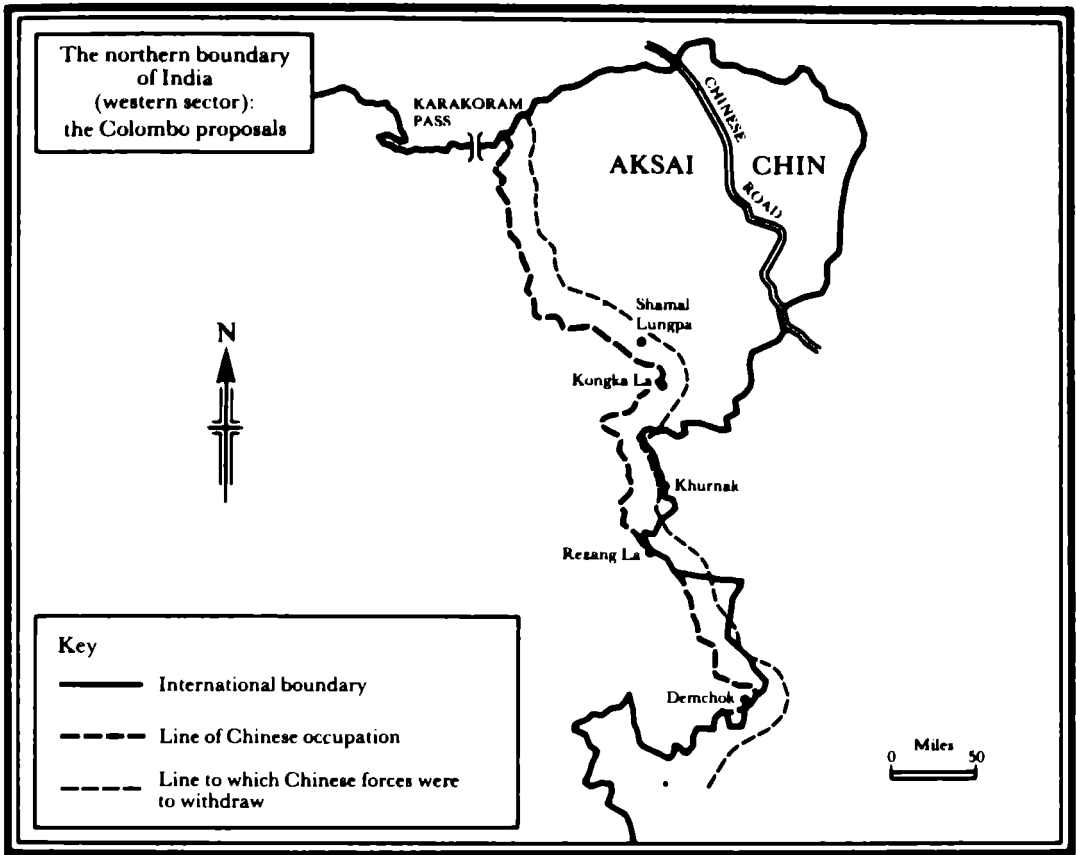 The northern boundary
of India
(western sector):
the Colombo proposals
KARAKORAM
PASS
CHINESE
ROAD
AKSAI CHIN
Shamal
Lungpa
Kongka La
N
Khurnak
Rezang La
Demchok
Key
International boundary
Line of Chinese occupation
Line to which Chinese forces were
to withdraw
Miles
0 50